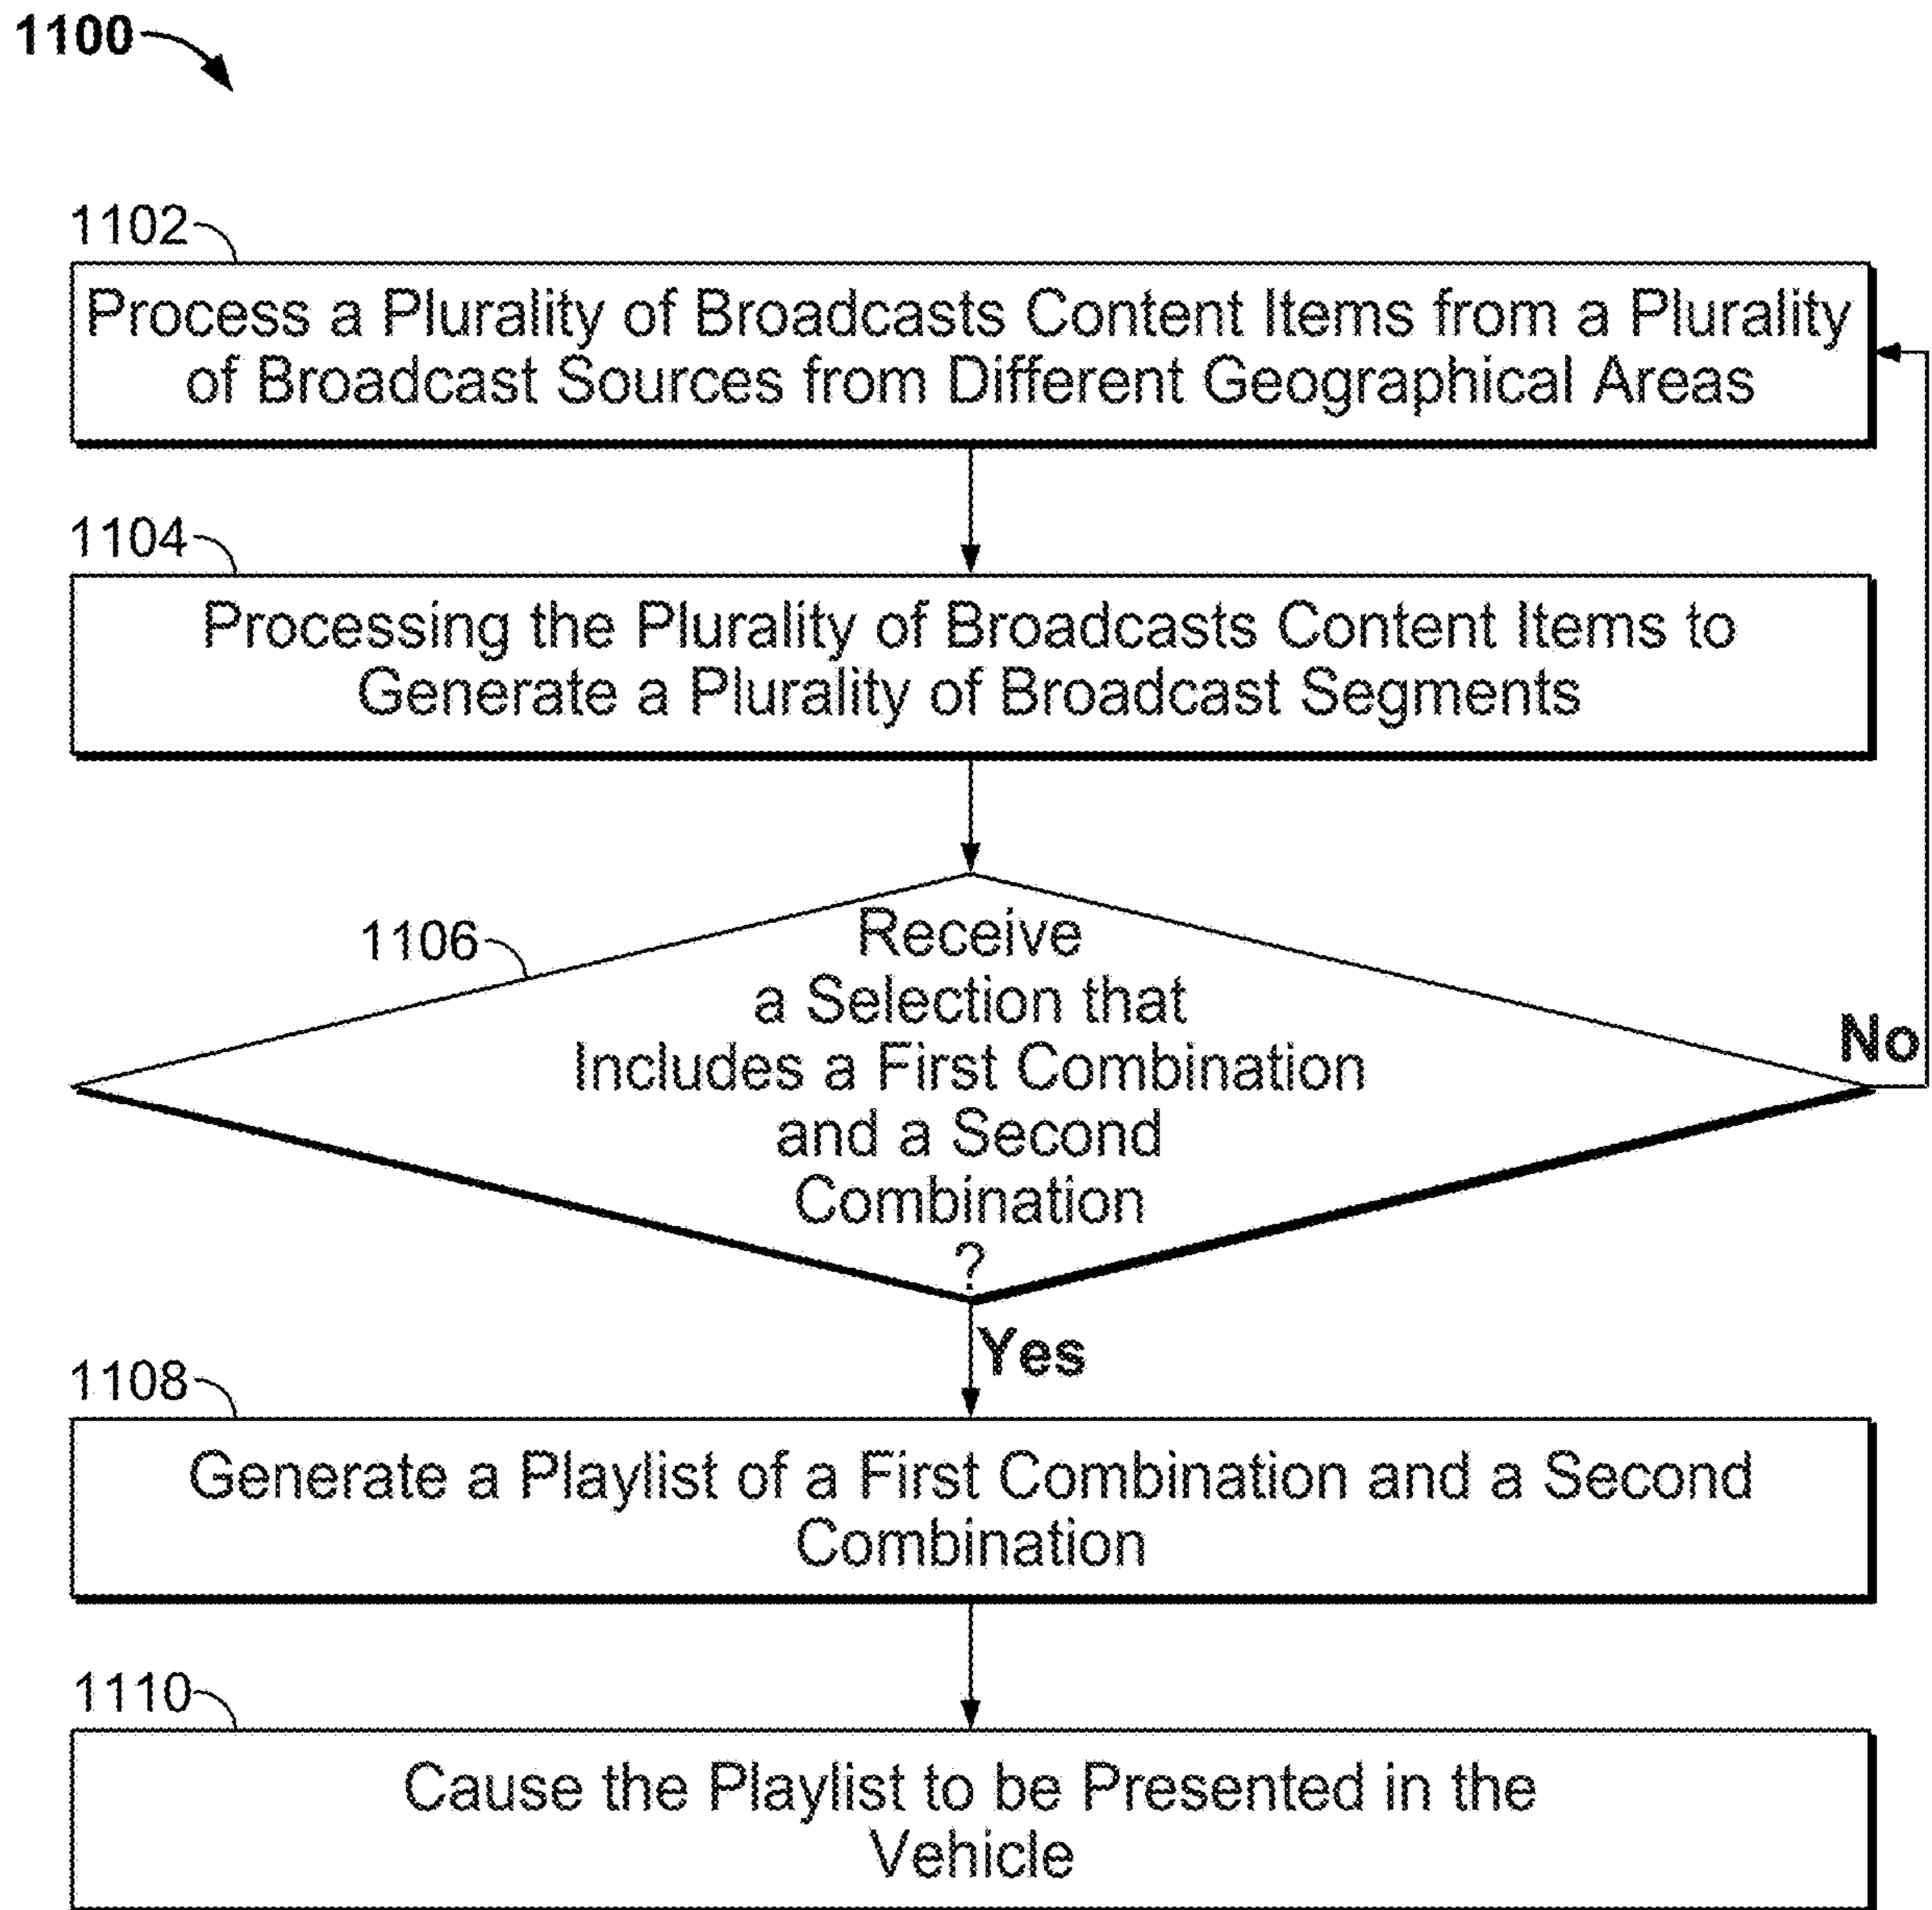 1100
1102
Process a Plurality of Broadcasts Content Items from a Plurality
of Broadcast Sources from Different Geographical Areas
1104
Processing the Plurality of Broadcasts Content Items to
Generate a Plurality of Broadcast Segments
1106
Receive
a Selection that
Includes a First Combination
and a Second
Combination
?
No
Yes
1108
Generate a Playlist of a First Combination and a Second
Combination
1110
Cause the Playlist to be Presented in the
Vehicle